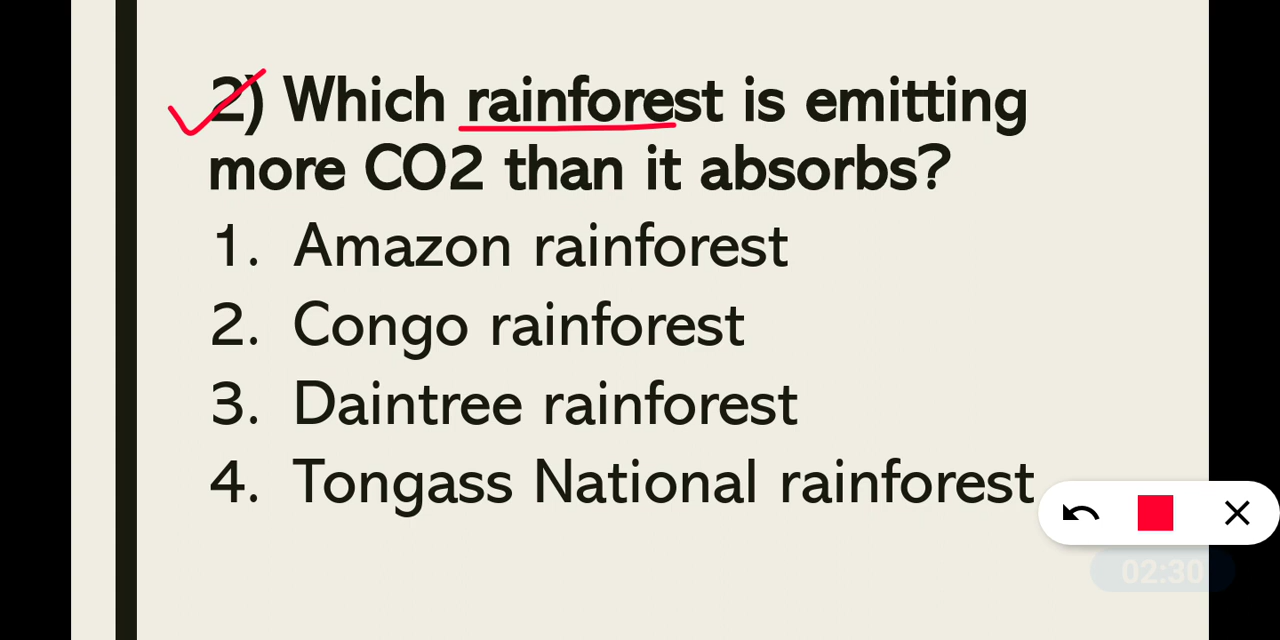 2) Which rainforest is emitting
more CO2 than it absorbs?
1. Amazon rainforest
2. Congo rainforest
3. Daintree rainforest
4. Tongass National rainforest
02:30